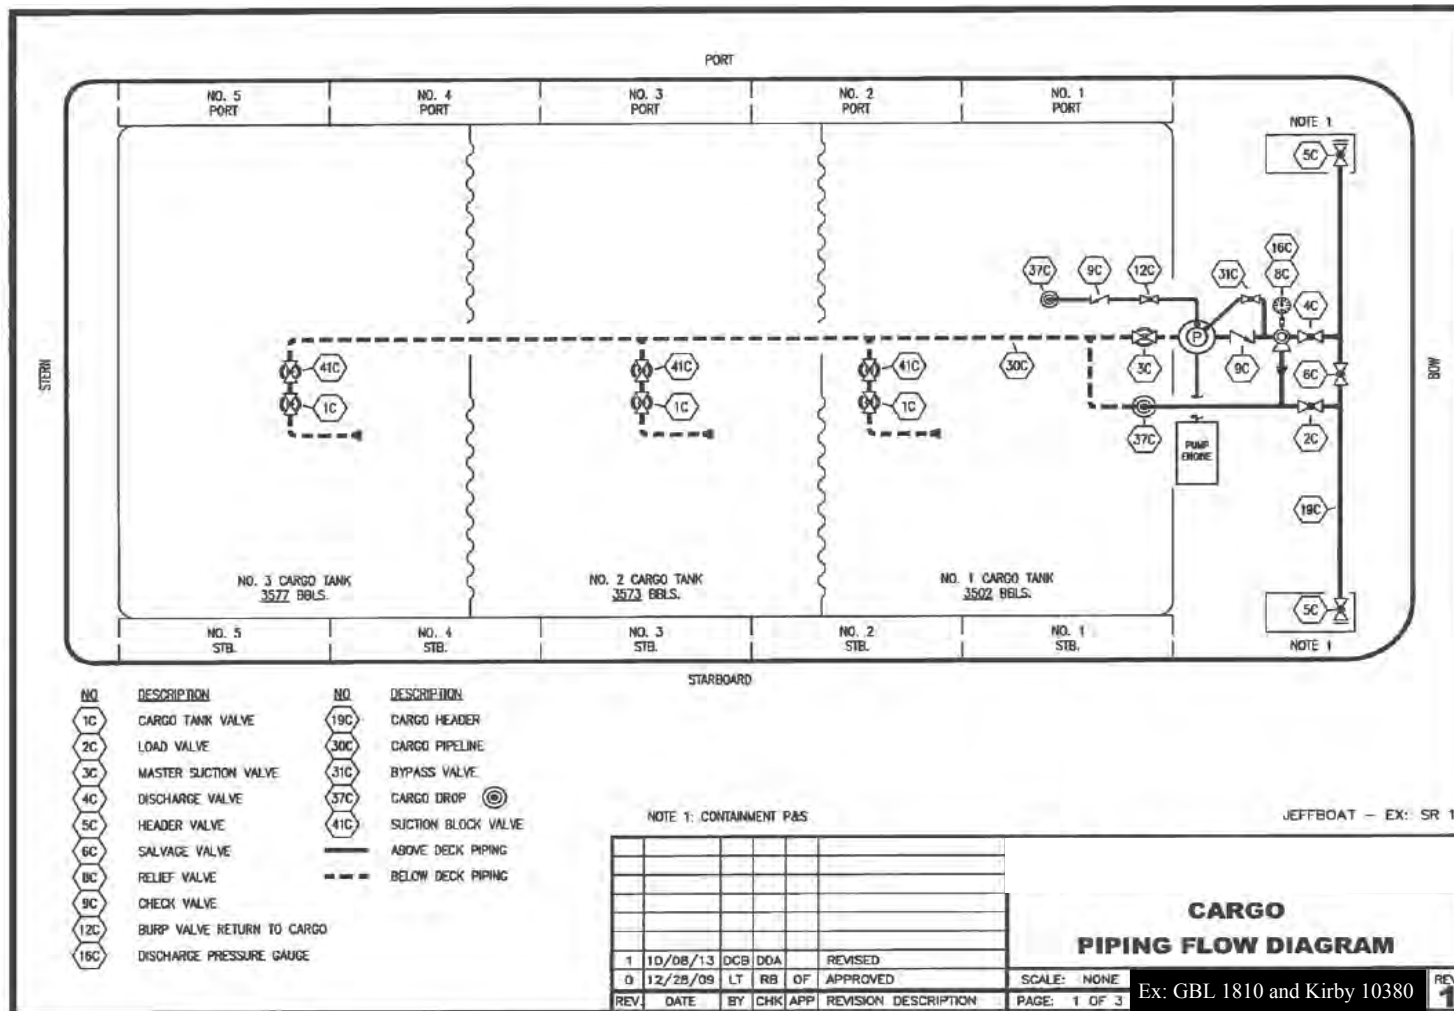 PORT
NO. 5 PORT
NO. 4 PORT
NO. 3 PORT
NO. 2 PORT
NO. 1 PORT
NOTE 1
5C
16C
37C
9C
12C
31C
8C
4C
P
STERN
BOW
41C
41C
41C
30C
3C
9C
6C
1C
1C
1C
37C
2C
PUMP ENGINE
19C
NO. 3 CARGO TANK
3577 BBLS.
NO. 2 CARGO TANK
3573 BBLS.
NO. 1 CARGO TANK
3502 BBLS.
5C
NO. 5 STB.
NO. 4 STB.
NO. 3 STB.
NO. 2 STB.
NO. 1 STB.
NOTE 1
STARBOARD
NO DESCRIPTION
1C CARGO TANK VALVE
2C LOAD VALVE
3C MASTER SUCTION VALVE
4C DISCHARGE VALVE
5C HEADER VALVE
6C SALVAGE VALVE
8C RELIEF VALVE
9C CHECK VALVE
12C BURP VALVE RETURN TO CARGO
16C DISCHARGE PRESSURE GAUGE
NO DESCRIPTION
19C CARGO HEADER
30C CARGO PIPELINE
31C BYPASS VALVE
37C CARGO DROP
41C SUCTION BLOCK VALVE
ABOVE DECK PIPING
BELOW DECK PIPING
NOTE 1: CONTAINMENT P&S
JEFFBOAT - EX: SR 1
CARGO
PIPING FLOW DIAGRAM
1 10/08/13 DCB DDA REVISED
0 12/28/09 LT RB OF APPROVED
REV. DATE BY CHK APP REVISION DESCRIPTION
SCALE: NONE
PAGE: 1 OF 3
Ex: GBL 1810 and Kirby 10380
REV
1